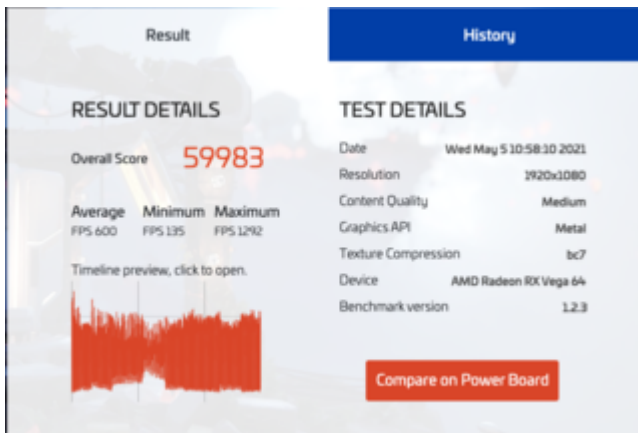 Result
History
RESULT DETAILS
Overall Score 59983
Average Minimum Maximum
FPS 600 FPS 135 FPS 1292
Timeline preview, click to open.
TEST DETAILS
Date Wed May 5 10:58:10 2021
Resolution 1920x1080
Content Quality Medium
Graphics API Metal
Texture Compression bc7
Device AMD Radeon RX Vega 64
Benchmark version 1.2.3
Compare on Power Board